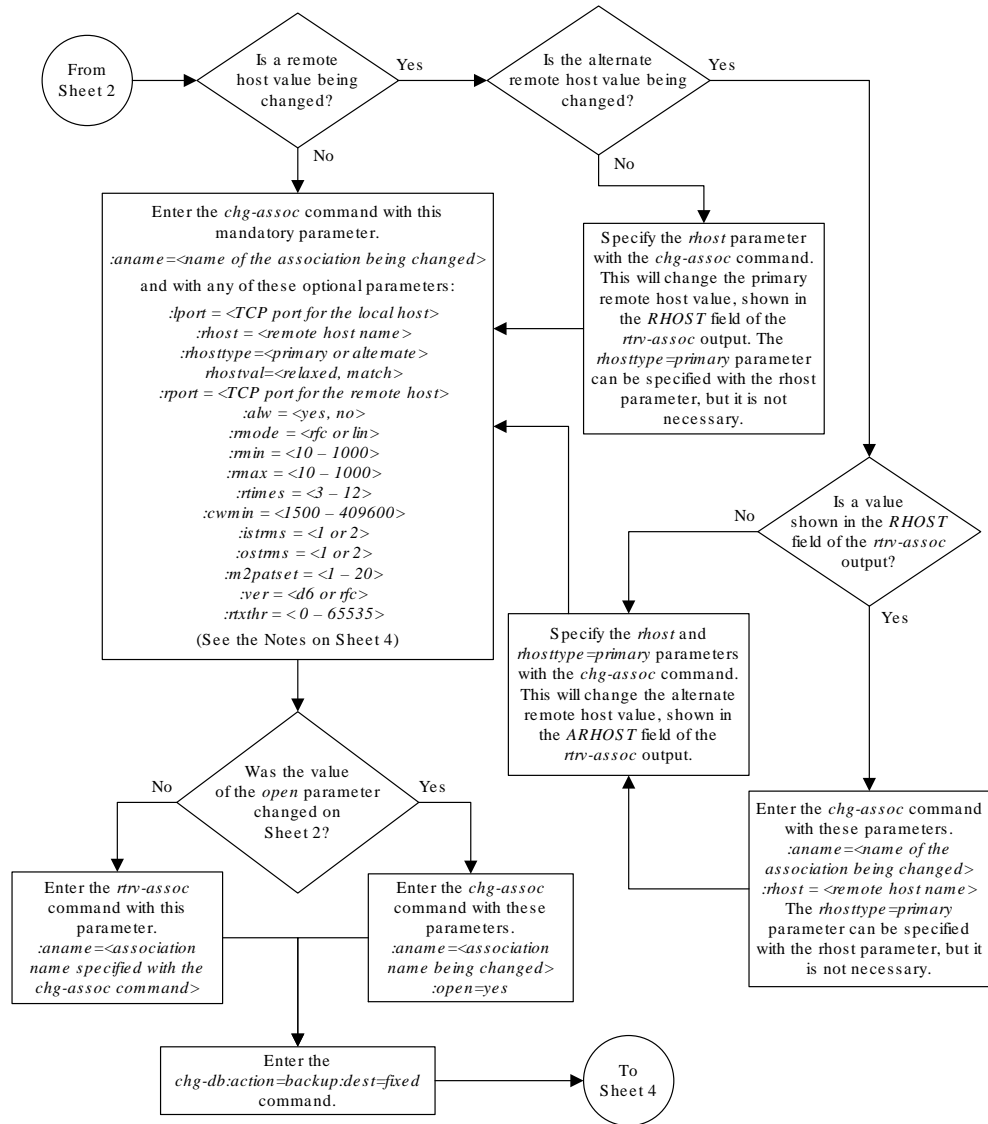 From
Sheet 2
Is a remote
host value being
changed?
Yes
No
Is the alternate
remote host value being
changed?
Yes
No
Enter the chg-assoc command with this
mandatory parameter.
:aname=<name of the association being changed>
and with any of these optional parameters:
:lport = <TCP port for the local host>
:rhost = <remote host name>
:rhosttype=<primary or alternate>
rhostval=<relaxed, match>
:rport = <TCP port for the remote host>
:alw = <yes, no>
:rmode = <rfc or lin>
:rmin = <10 – 1000>
:rmax = <10 – 1000>
:rtimes = <3 – 12>
:cwmin = <1500 – 409600>
:istrms = <1 or 2>
:ostrms = <1 or 2>
:m2patset = <1 – 20>
:ver = <d6 or rfc>
:rtxthr = < 0 – 65535>
(See the Notes on Sheet 4)
Specify the rhost parameter
with the chg-assoc command.
This will change the primary
remote host value, shown in
the RHOST field of the
rtrv-assoc output. The
rhosttype=primary parameter
can be specified with the rhost
parameter, but it is not
necessary.
Is a value
shown in the RHOST
field of the rtrv-assoc
output?
No
Yes
Specify the rhost and
rhosttype=primary parameters
with the chg-assoc command.
This will change the alternate
remote host value, shown in
the ARHOST field of the
rtrv-assoc output.
Enter the chg-assoc command
with these parameters.
:aname=<name of the
association being changed>
:rhost = <remote host name>
The rhosttype=primary
parameter can be specified
with the rhost parameter, but it
is not necessary.
Was the value
of the open parameter
changed on
Sheet 2?
No
Yes
Enter the rtrv-assoc
command with this
parameter.
:aname=<association
name specified with the
chg-assoc command>
Enter the chg-assoc
command with these
parameters.
:aname=<association
name being changed>
:open=yes
Enter the
chg-db:action=backup:dest=fixed
command.
To
Sheet 4